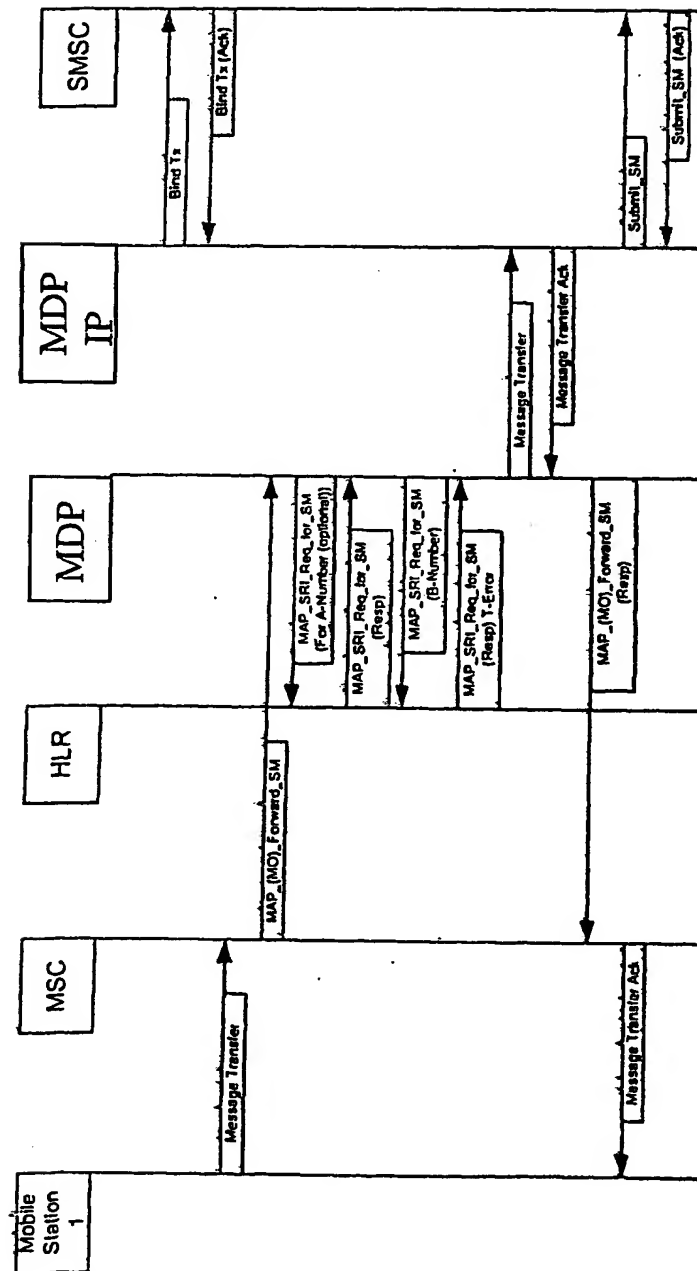 Mobile
Station
1
MSC
HLR
MDP
MDP
IP
SMSC
Bind Tx
Bind Tx (Ack)
Message Transfer
MAP_(MO)_Forward_SM
MAP_SRI_Req_for_SM
(For A-Number (optional))
MAP_SRI_Req_for_SM
(Resp)
MAP_SRI_Req_for_SM
(B-Number)
MAP_SRI_Req_for_SM
(Resp) T-Error
Message Transfer
Message Transfer Ack
MAP_(MO)_Forward_SM
(Resp)
Message Transfer Ack
Submit_SM
Submit_SM (Ack)